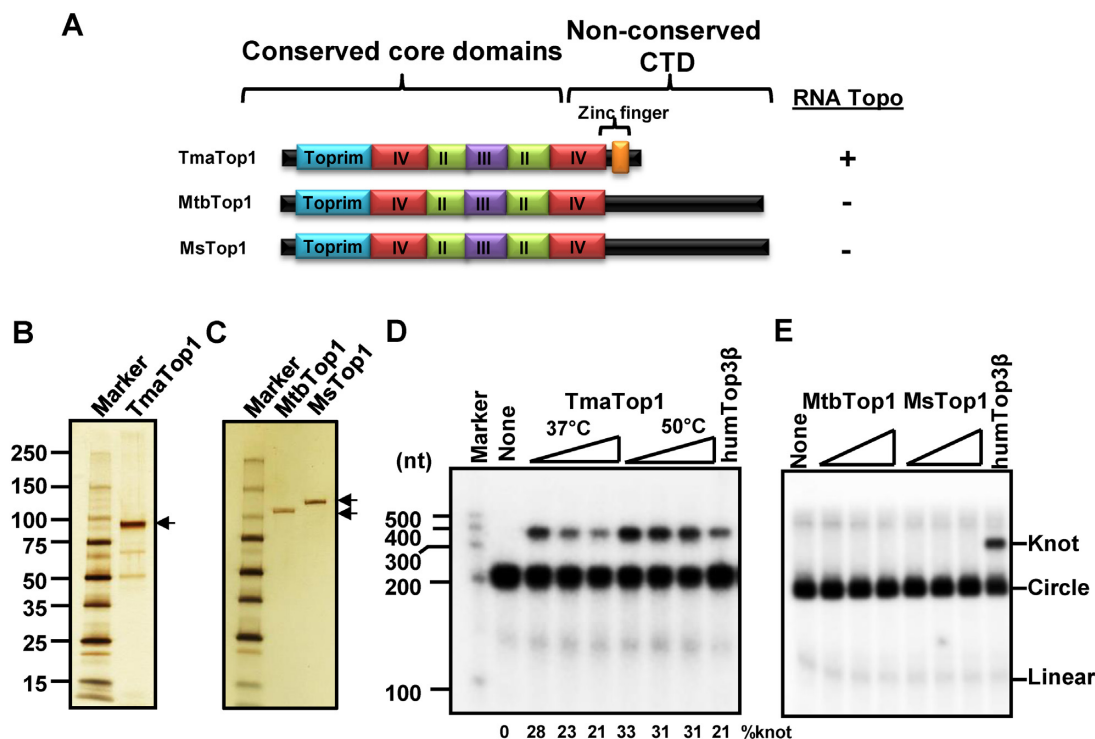 A
Conserved core domains
Non-conserved
CTD
RNA Topo
Zinc finger
TmaTop1 Toprim IV II III II IV +
MtbTop1 Toprim IV II III II IV -
MsTop1 Toprim IV II III II IV -
B
Marker
TmaTop1
250
150
100
75
50
35
25
15
C
Marker
MtbTop1
MsTop1
D
(nt)
Marker
None
TmaTop1
37°C
50°C
humTop3β
500
400
300
200
100
0 28 23 21 33 31 31 21 %knot
E
None
MtbTop1
MsTop1
humTop3β
Knot
Circle
Linear